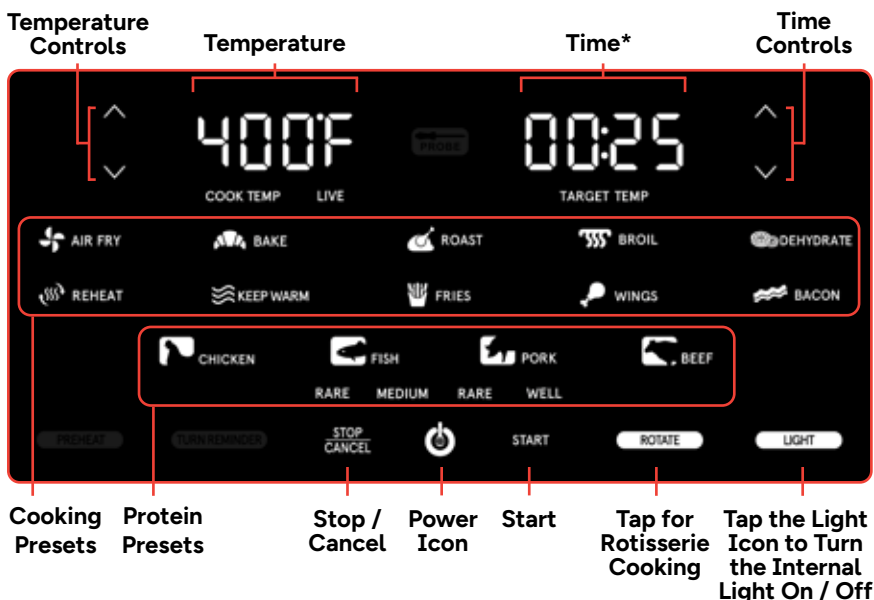 Temperature
Controls
Temperature
Time*
Time
Controls
400°F
PROBE
00:25
COOK TEMP LIVE
TARGET TEMP
AIR FRY BAKE ROAST BROIL DEHYDRATE
REHEAT KEEP WARM FRIES WINGS BACON
CHICKEN FISH PORK BEEF
RARE MEDIUM RARE WELL
PREHEAT TURN REMINDER STOP
CANCEL START ROTATE LIGHT
Cooking
Presets
Protein
Presets
Stop /
Cancel
Power
Icon
Start
Tap for
Rotisserie
Cooking
Tap the Light
Icon to Turn
the Internal
Light On / Off